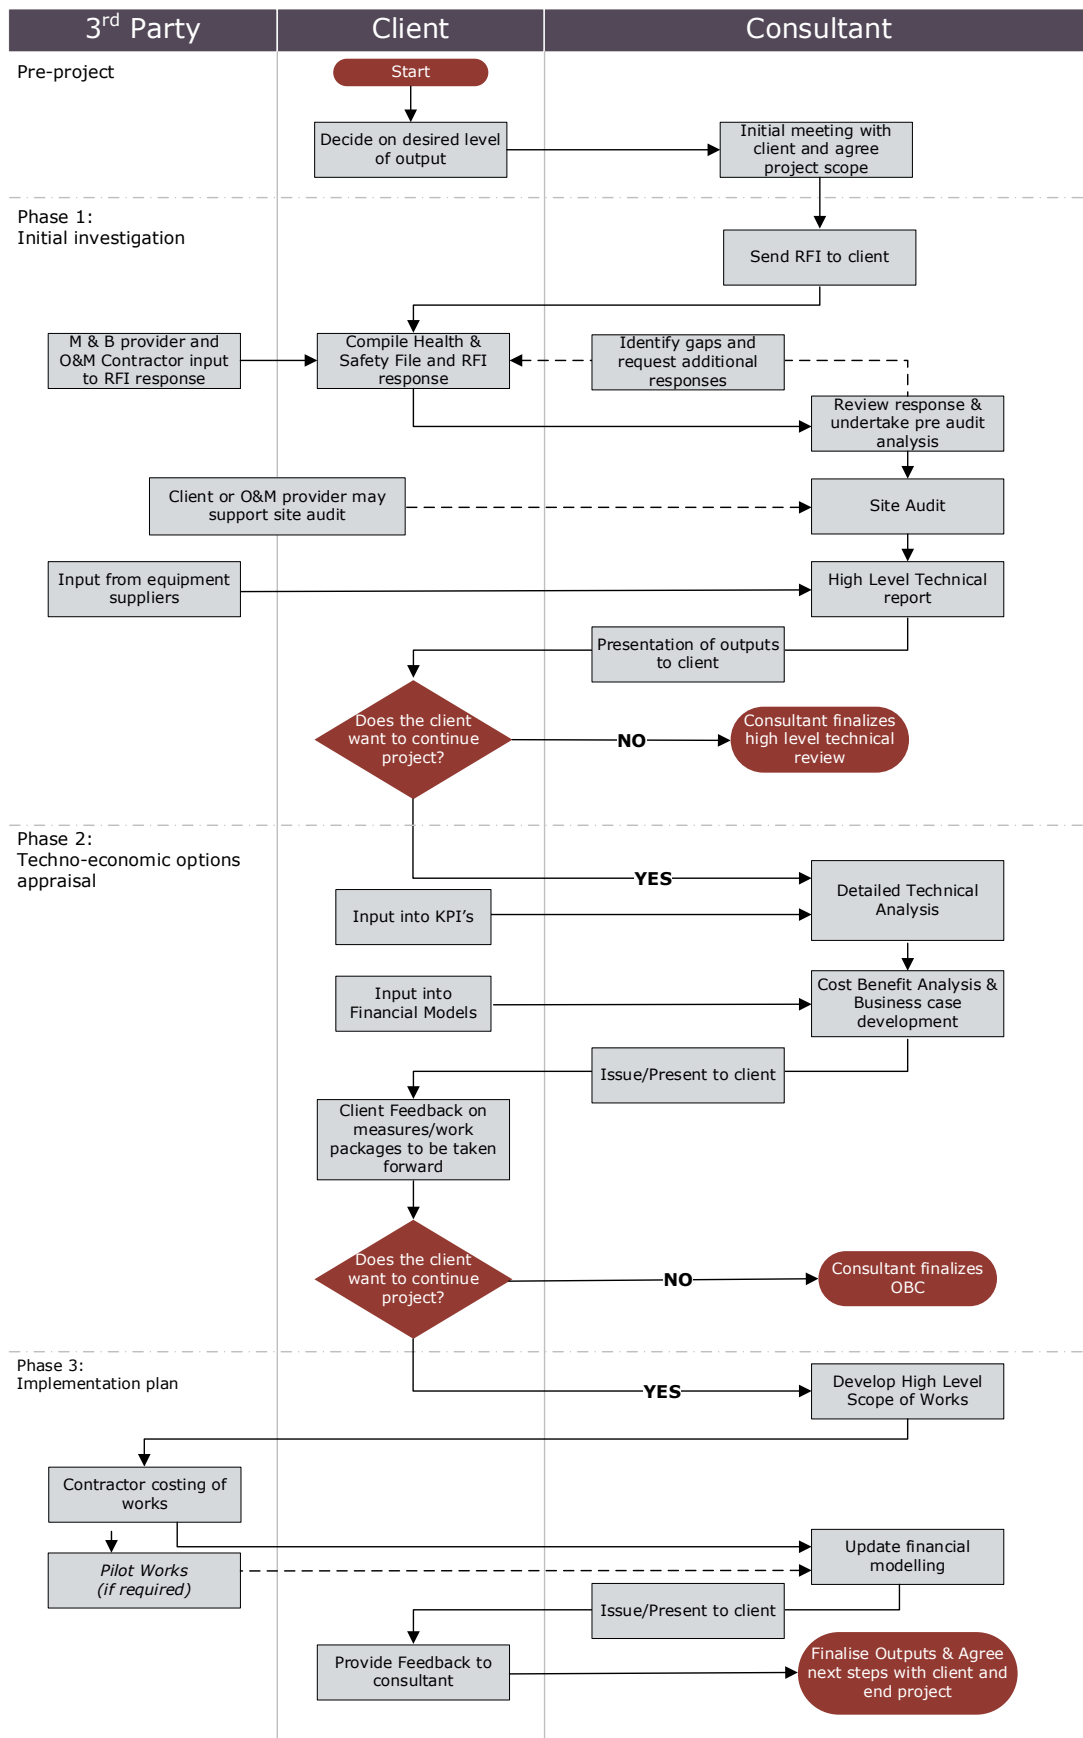 3rd Party
Client
Consultant
Pre-project
Start
Decide on desired level
of output
Initial meeting with
client and agree
project scope
Phase 1:
Initial investigation
Send RFI to client
M & B provider and
O&M Contractor input
to RFI response
Compile Health &
Safety File and RFI
response
Identify gaps and
request additional
responses
Review response &
undertake pre audit
analysis
Client or O&M provider may
support site audit
Site Audit
Input from equipment
suppliers
High Level Technical
report
Presentation of outputs
to client
Does the client
want to continue
project?
NO
Consultant finalizes
high level technical
review
Phase 2:
Techno-economic options
appraisal
YES
Detailed Technical
Analysis
Input into KPI’s
Input into
Financial Models
Cost Benefit Analysis &
Business case
development
Issue/Present to client
Client Feedback on
measures/work
packages to be taken
forward
Does the client
want to continue
project?
NO
Consultant finalizes
OBC
Phase 3:
Implementation plan
YES
Develop High Level
Scope of Works
Contractor costing of
works
Update financial
modelling
Pilot Works
(if required)
Issue/Present to client
Provide Feedback to
consultant
Finalise Outputs & Agree
next steps with client and
end project